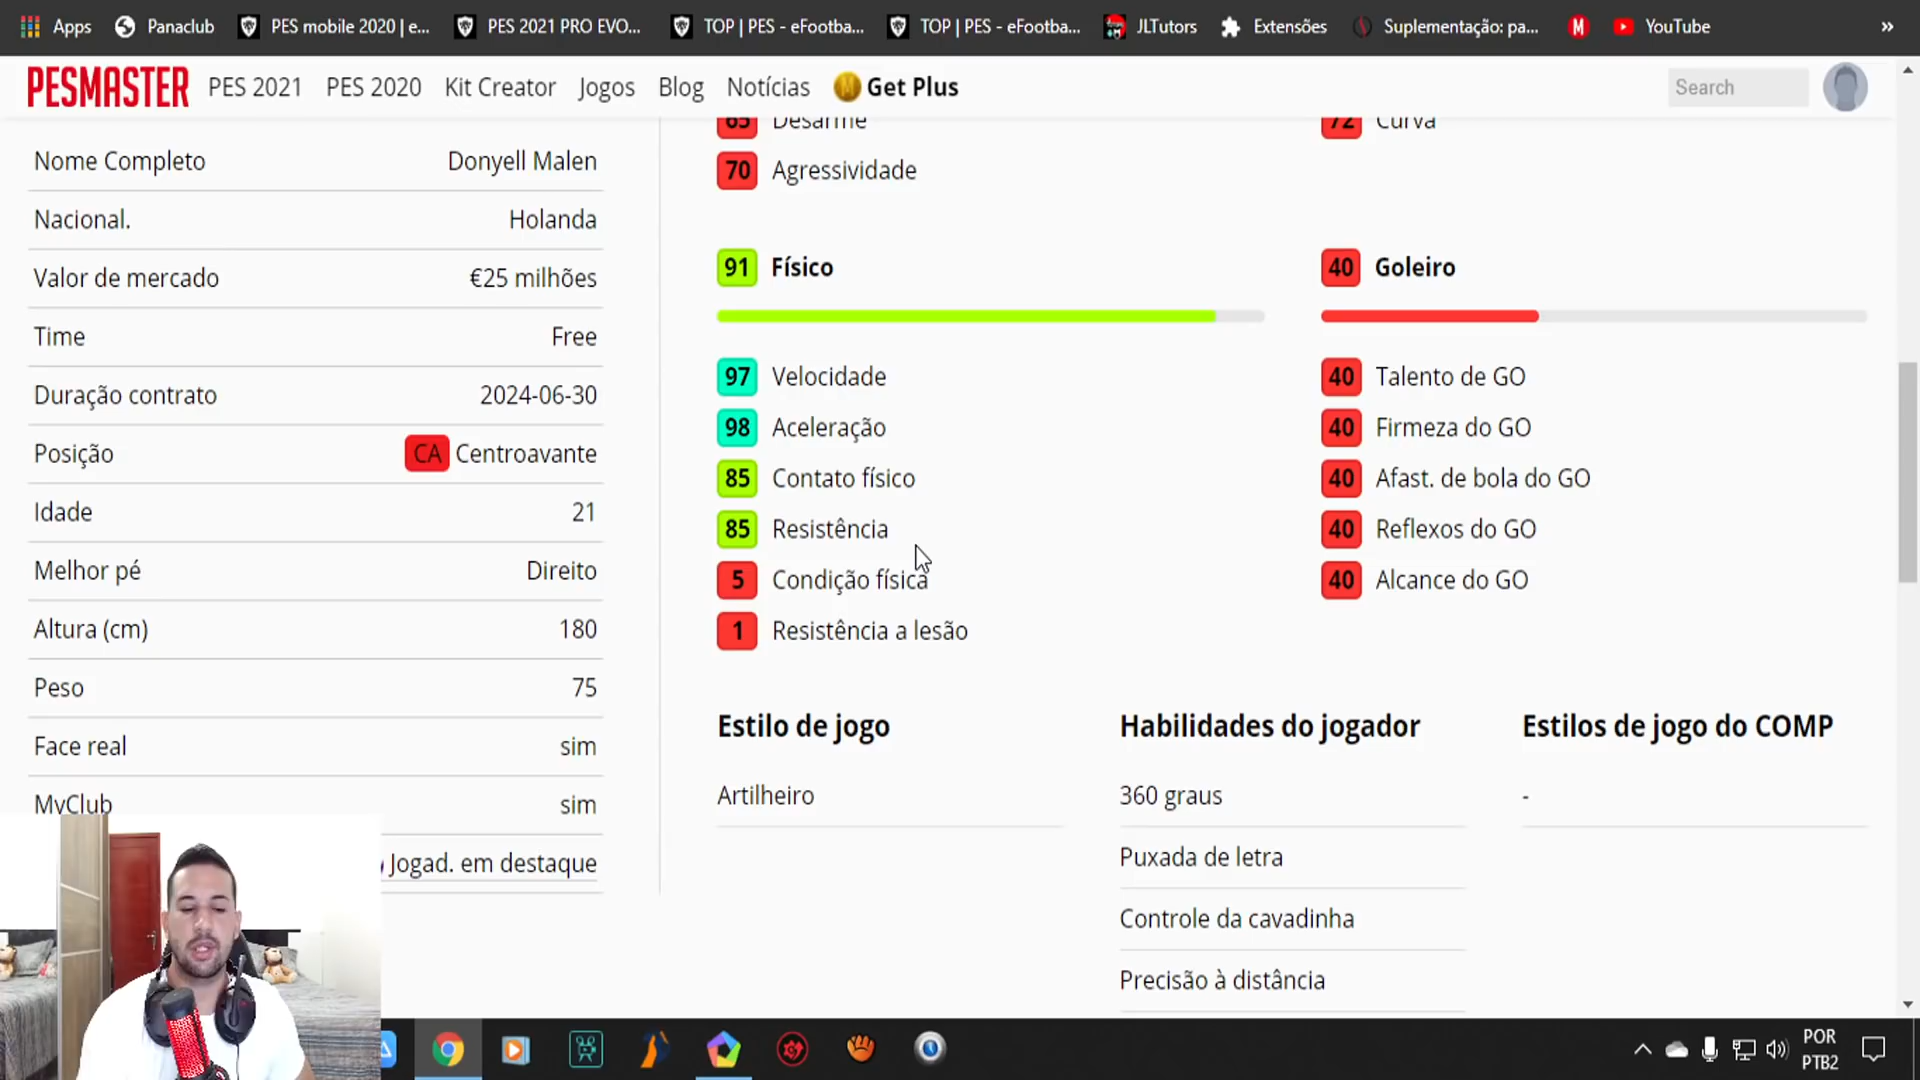 Apps Panaclub PES mobile 2020 | e... PES 2021 PRO EVO... TOP | PES - eFootba... TOP | PES - eFootba... JLTutors Extensões Suplementação: pa... M YouTube »
PESMASTER PES 2021 PES 2020 Kit Creator Jogos Blog Notícias Get Plus Search
Nome Completo Donyell Malen
Nacional. Holanda
Valor de mercado €25 milhões
Time Free
Duração contrato 2024-06-30
Posição CA Centroavante
Idade 21
Melhor pé Direito
Altura (cm) 180
Peso 75
Face real sim
MyClub sim
Jogad. em destaque
65 Desarme
70 Agressividade
72 Curva
91 Físico
97 Velocidade
98 Aceleração
85 Contato físico
85 Resistência
5 Condição física
1 Resistência a lesão
40 Goleiro
40 Talento de GO
40 Firmeza do GO
40 Afast. de bola do GO
40 Reflexos do GO
40 Alcance do GO
Estilo de jogo
Artilheiro
Habilidades do jogador
360 graus
Puxada de letra
Controle da cavadinha
Precisão à distância
Estilos de jogo do COMP
-
POR
PTB2